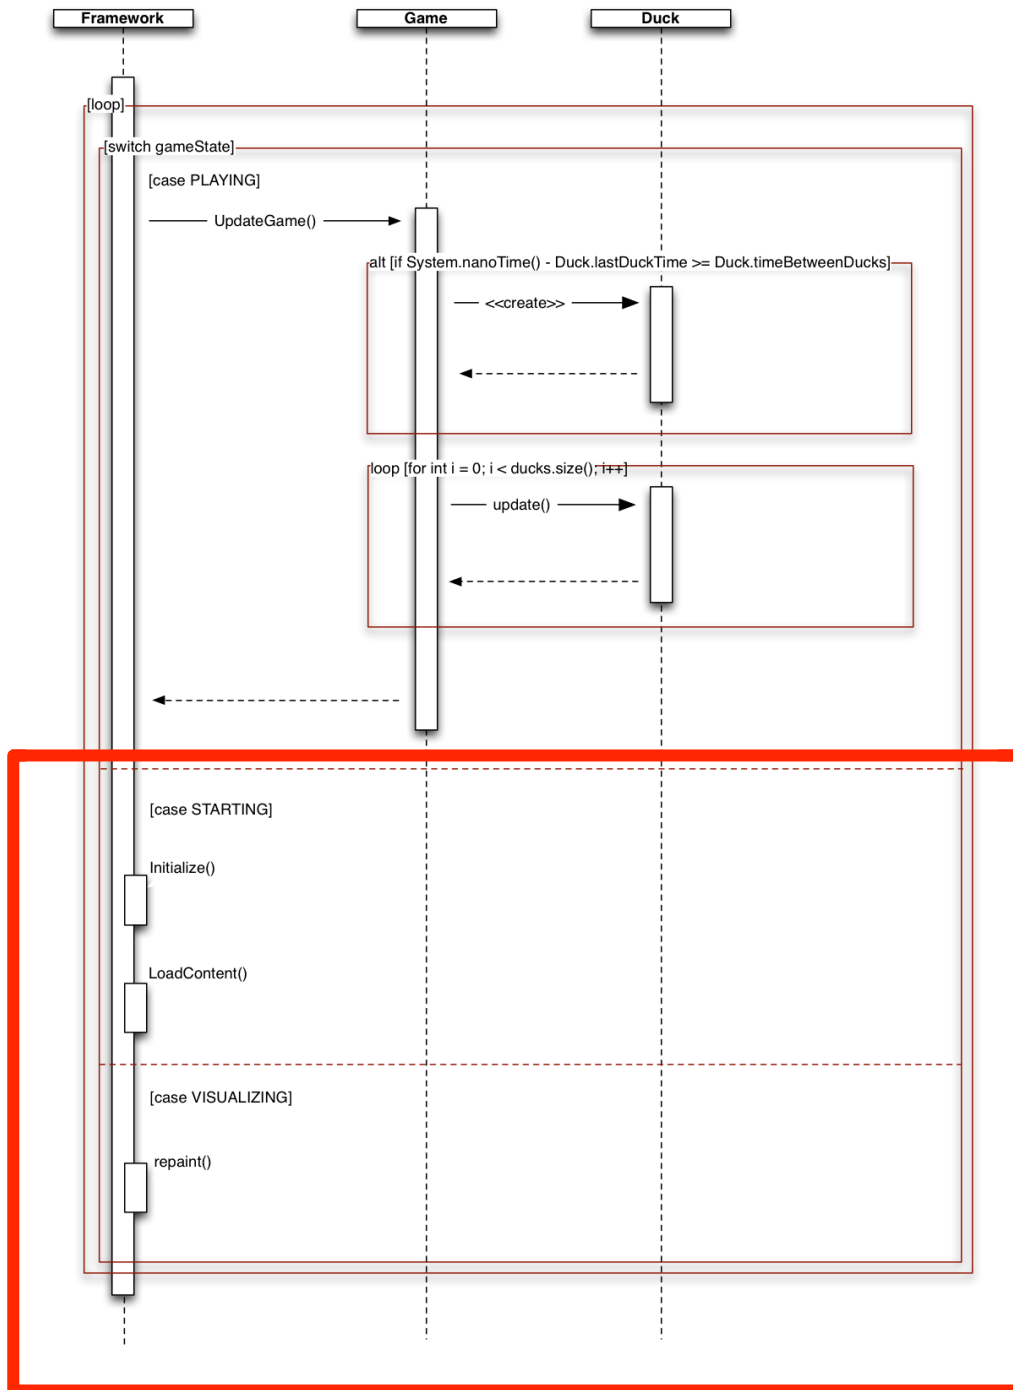 Framework Game Duck
[loop]
[switch gameState]
[case PLAYING]
UpdateGame()
alt [if System.nanoTime() - Duck.lastDuckTime >= Duck.timeBetweenDucks]
<<create>>
loop [for int i = 0; i < ducks.size(); i++]
update()
[case STARTING]
Initialize()
LoadContent()
[case VISUALIZING]
repaint()